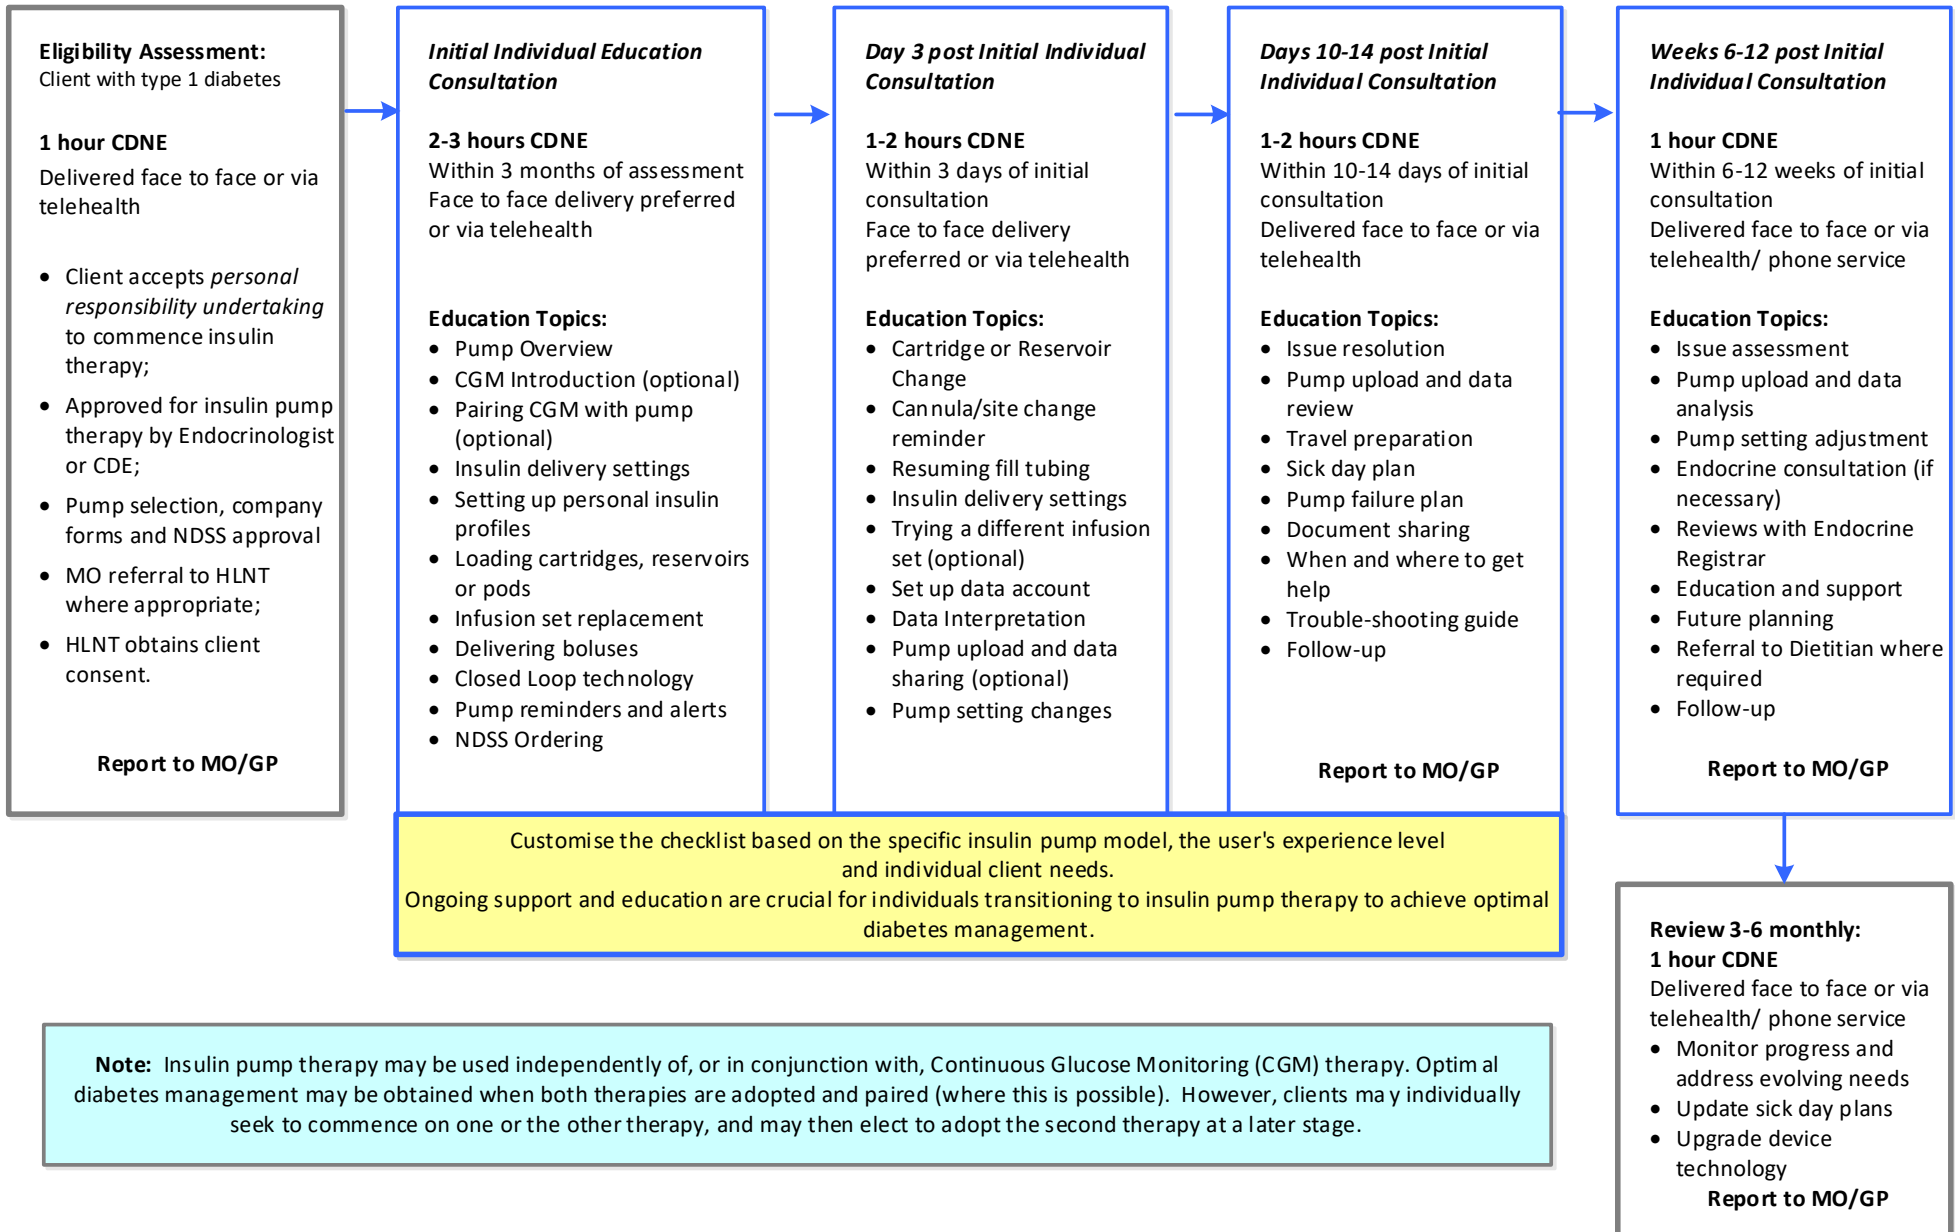 Eligibility Assessment:
Client with type 1 diabetes
1 hour CDNE
Delivered face to face or via
telehealth
• Client accepts personal
responsibility undertaking
to commence insulin
therapy;
• Approved for insulin pump
therapy by Endocrinologist
or CDE;
• Pump selection, company
forms and NDSS approval
• MO referral to HLNT
where appropriate;
• HLNT obtains client
consent.
Report to MO/GP
Initial Individual Education
Consultation
2-3 hours CDNE
Within 3 months of assessment
Face to face delivery preferred
or via telehealth
Education Topics:
• Pump Overview
• CGM Introduction (optional)
• Pairing CGM with pump
(optional)
• Insulin delivery settings
• Setting up personal insulin
profiles
• Loading cartridges, reservoirs
or pods
• Infusion set replacement
• Delivering boluses
• Closed Loop technology
• Pump reminders and alerts
• NDSS Ordering
Day 3 post Initial Individual
Consultation
1-2 hours CDNE
Within 3 days of initial
consultation
Face to face delivery
preferred or via telehealth
Education Topics:
• Cartridge or Reservoir
Change
• Cannula/site change
reminder
• Resuming fill tubing
• Insulin delivery settings
• Trying a different infusion
set (optional)
• Set up data account
• Data Interpretation
• Pump upload and data
sharing (optional)
• Pump setting changes
Days 10-14 post Initial
Individual Consultation
1-2 hours CDNE
Within 10-14 days of initial
consultation
Delivered face to face or via
telehealth
Education Topics:
• Issue resolution
• Pump upload and data
review
• Travel preparation
• Sick day plan
• Pump failure plan
• Document sharing
• When and where to get
help
• Trouble-shooting guide
• Follow-up
Report to MO/GP
Weeks 6-12 post Initial
Individual Consultation
1 hour CDNE
Within 6-12 weeks of initial
consultation
Delivered face to face or via
telehealth/ phone service
Education Topics:
• Issue assessment
• Pump upload and data
analysis
• Pump setting adjustment
• Endocrine consultation (if
necessary)
• Reviews with Endocrine
Registrar
• Education and support
• Future planning
• Referral to Dietitian where
required
• Follow-up
Report to MO/GP
Customise the checklist based on the specific insulin pump model, the user's experience level
and individual client needs.
Ongoing support and education are crucial for individuals transitioning to insulin pump therapy to achieve optimal
diabetes management.
Review 3-6 monthly:
1 hour CDNE
Delivered face to face or via
telehealth/ phone service
• Monitor progress and
address evolving needs
• Update sick day plans
• Upgrade device
technology
Report to MO/GP
Note: Insulin pump therapy may be used independently of, or in conjunction with, Continuous Glucose Monitoring (CGM) therapy. Optimal
diabetes management may be obtained when both therapies are adopted and paired (where this is possible). However, clients may individually
seek to commence on one or the other therapy, and may then elect to adopt the second therapy at a later stage.